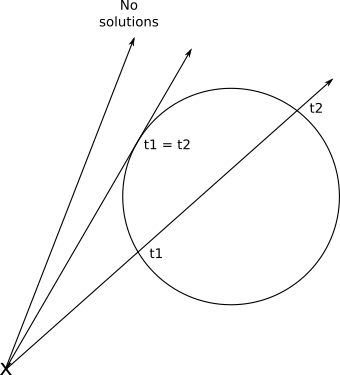 No
solutions
t2
t1 = t2
t1
X